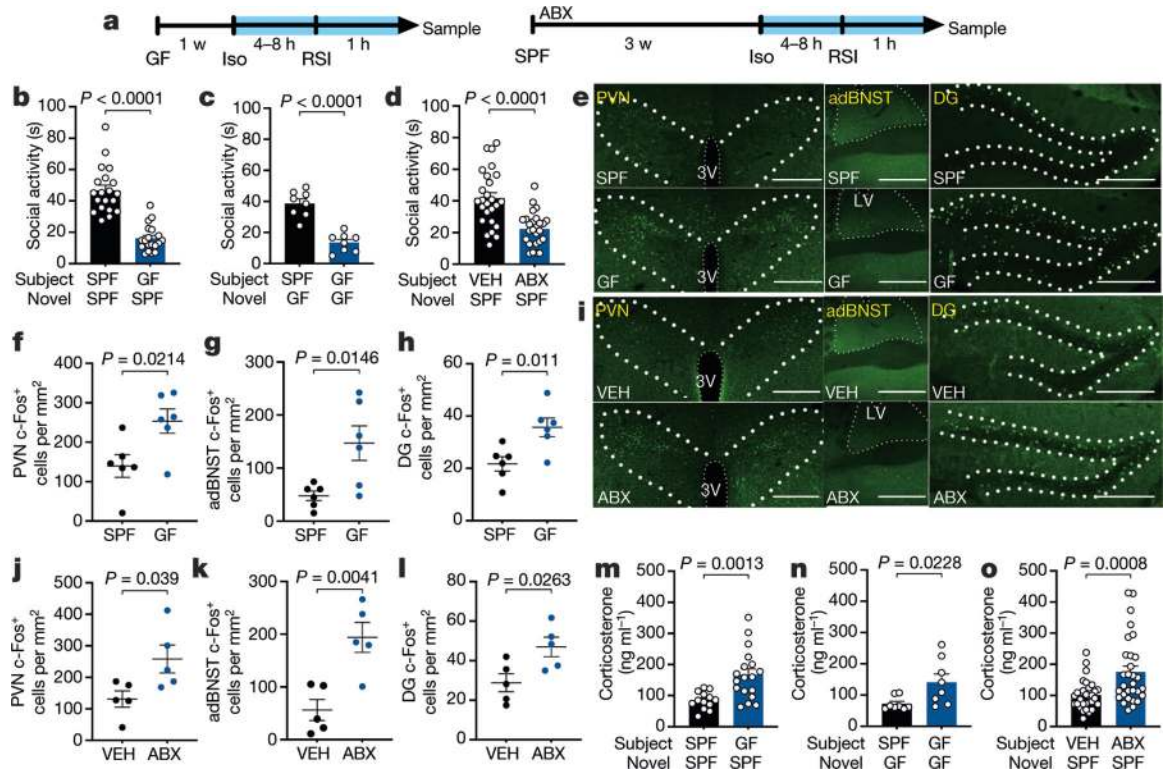 a
GF
1 w
Iso
4–8 h
RSI
1 h
Sample
ABX
SPF
3 w
Iso
4–8 h
RSI
1 h
Sample
b
P < 0.0001
Social activity (s)
100
80
60
40
20
0
Subject SPF GF
Novel SPF SPF
c
P < 0.0001
Social activity (s)
100
80
60
40
20
0
Subject SPF GF
Novel GF GF
d
P < 0.0001
Social activity (s)
100
80
60
40
20
0
Subject VEH ABX
Novel SPF SPF
e
PVN
adBNST
DG
3V
SPF
SPF
SPF
LV
3V
GF
GF
GF
f
P = 0.0214
PVN c-Fos+
cells per mm2
400
300
200
100
0
SPF GF
g
P = 0.0146
adBNST c-Fos+
cells per mm2
300
200
100
0
SPF GF
h
P = 0.011
DG c-Fos+
cells per mm2
60
40
20
0
SPF GF
i
PVN
adBNST
DG
3V
VEH
VEH
VEH
LV
3V
ABX
ABX
ABX
j
P = 0.039
PVN c-Fos+
cells per mm2
500
400
300
200
100
0
VEH ABX
k
P = 0.0041
adBNST c-Fos+
cells per mm2
300
200
100
0
VEH ABX
l
P = 0.0263
DG c-Fos+
cells per mm2
80
60
40
20
0
VEH ABX
m
P = 0.0013
Corticosterone
(ng ml–1)
500
400
300
200
100
0
Subject SPF GF
Novel SPF SPF
n
P = 0.0228
Corticosterone
(ng ml–1)
500
400
300
200
100
0
Subject SPF GF
Novel GF GF
o
P = 0.0008
Corticosterone
(ng ml–1)
500
400
300
200
100
0
Subject VEH ABX
Novel SPF SPF